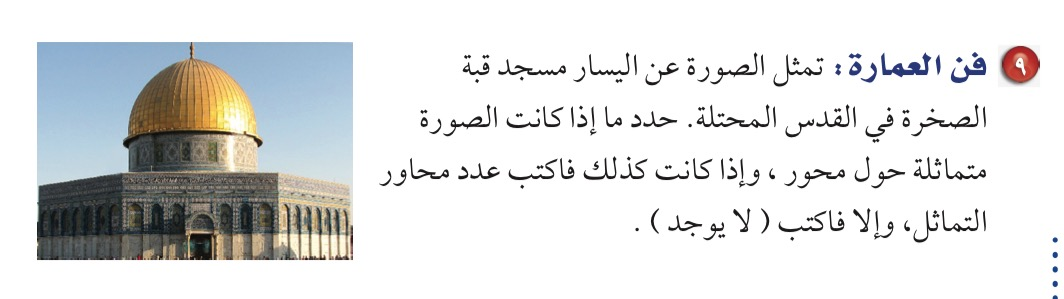 ٩ فن العمارة : تمثل الصورة عن اليسار مسجد قبة
الصخرة في القدس المحتلة. حدد ما إذا كانت الصورة
متماثلة حول محور ، وإذا كانت كذلك فاكتب عدد محاور
التماثل، وإلا فاكتب ( لا يوجد ) .